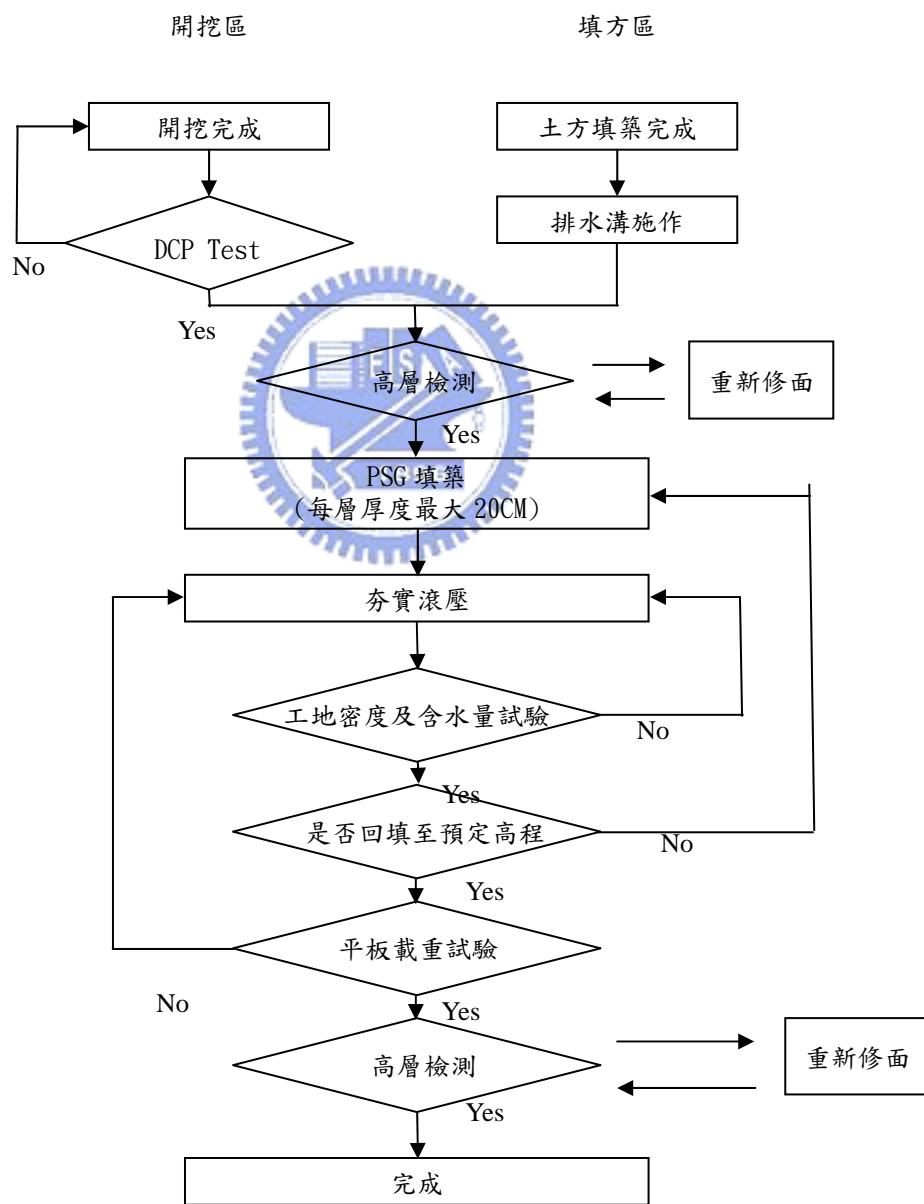 開挖區
填方區
開挖完成
土方填築完成
DCP Test
排水溝施作
No
Yes
高層檢測
重新修面
Yes
PSG 填築
(每層厚度最大 20CM)
夯實滾壓
工地密度及含水量試驗
No
Yes
是否回填至預定高程
No
Yes
平板載重試驗
No
Yes
高層檢測
重新修面
Yes
完成